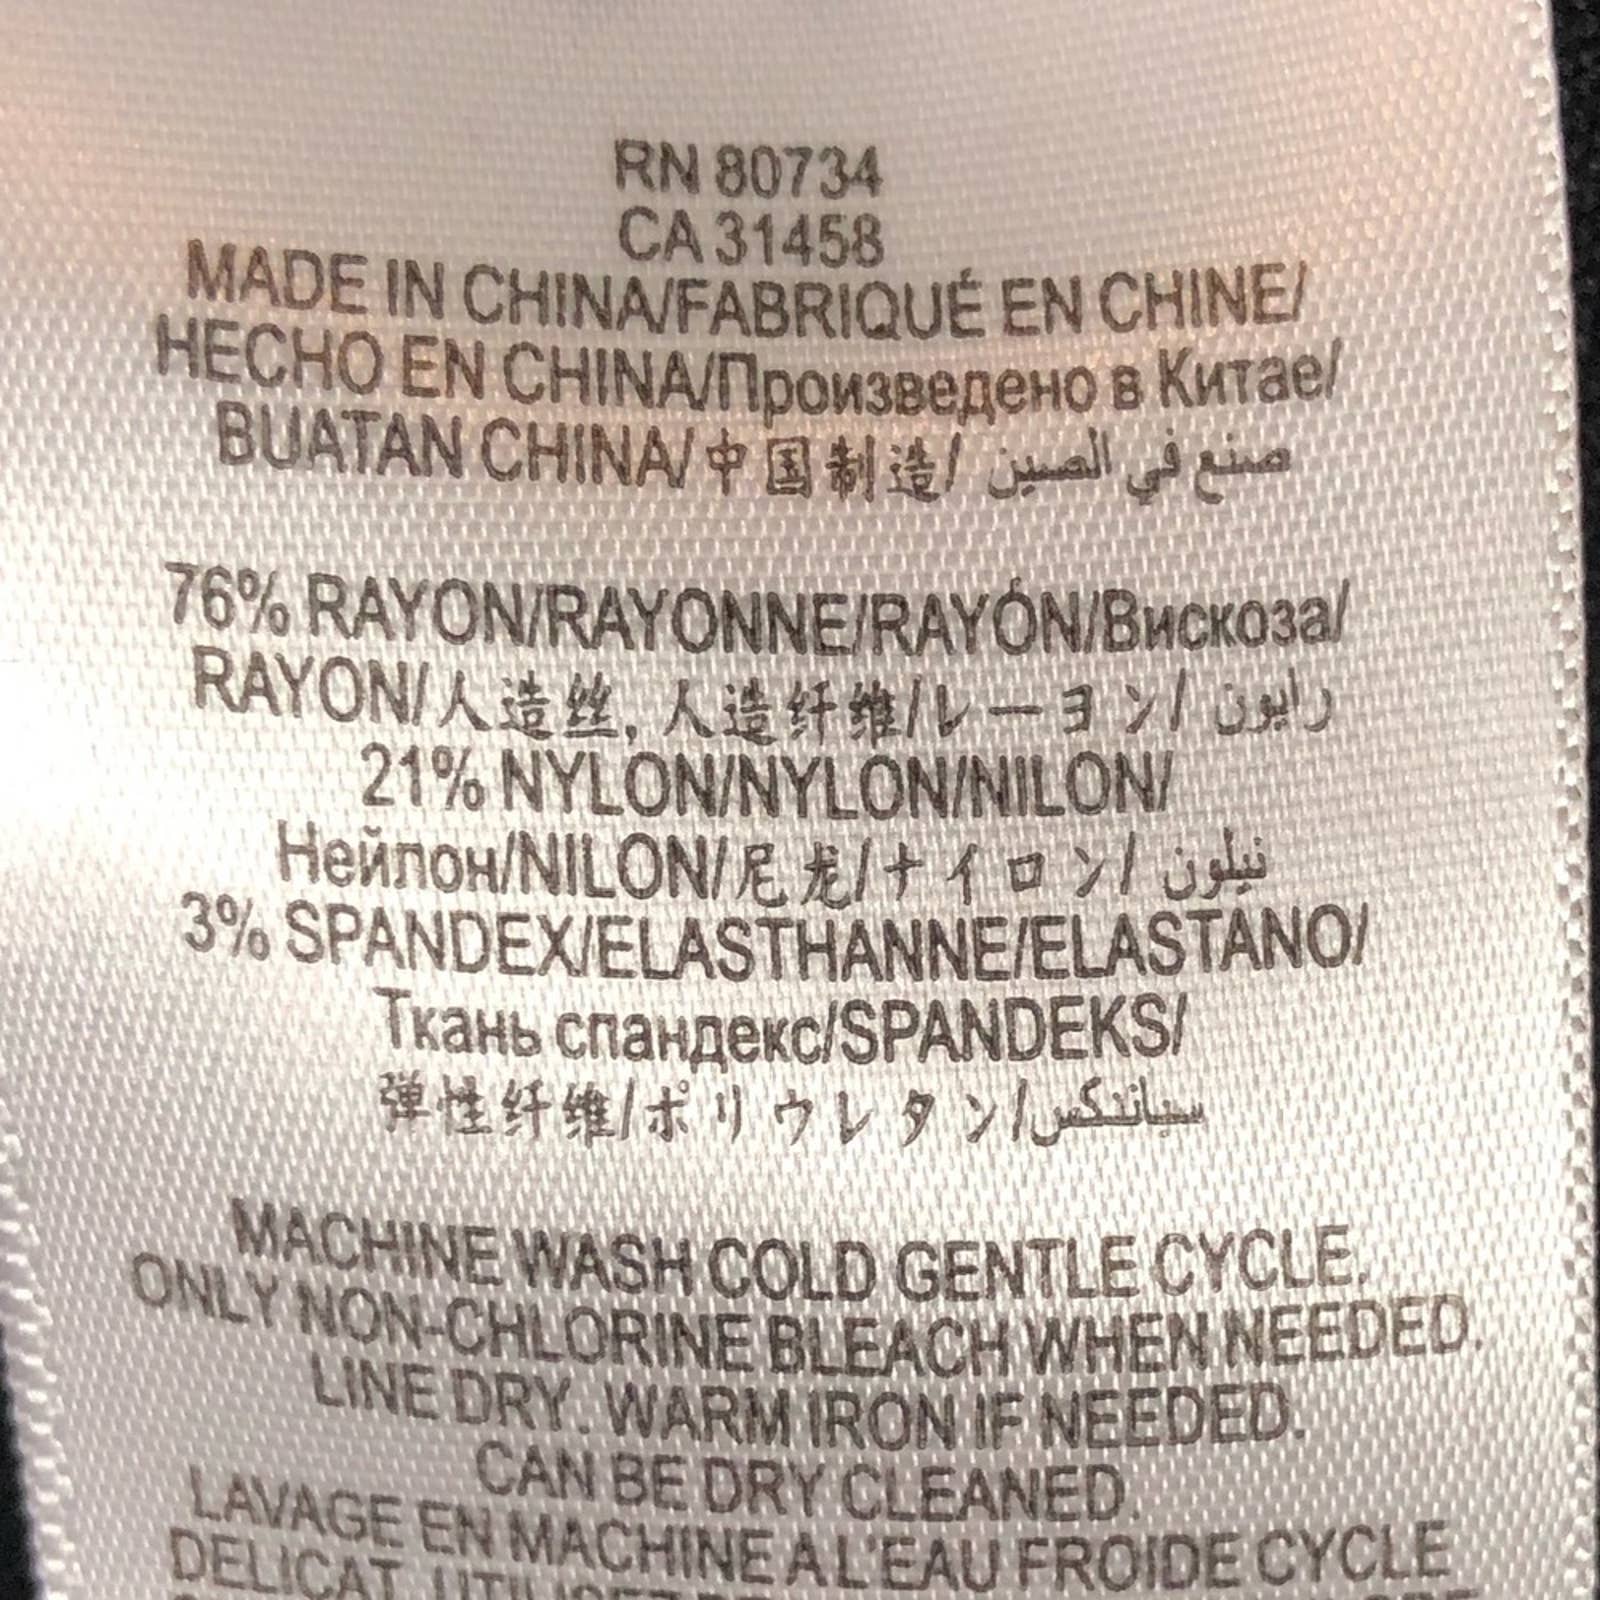 RN 80734
CA 31458
MADE IN CHINA/FABRIQUÉ EN CHINE/
HECHO EN CHINA/Произведено в Китае/
BUATAN CHINA/中国制造/ صنع في الصين
76% RAYON/RAYONNE/RAYÓN/Вискоза/
RAYON/人造丝, 人造纤维/レーヨン/ رايون
21% NYLON/NYLON/NILON/
Нейлон/NILON/尼龙/ナイロン/ نيلون
3% SPANDEX/ELASTHANNE/ELASTANO/
Ткань спандекс/SPANDEKS/
弹性纤维/ポリウレタン/سباندكس
MACHINE WASH COLD GENTLE CYCLE.
ONLY NON-CHLORINE BLEACH WHEN NEEDED.
LINE DRY. WARM IRON IF NEEDED.
CAN BE DRY CLEANED.
LAVAGE EN MACHINE A L'EAU FROIDE CYCLE
DELICAT.